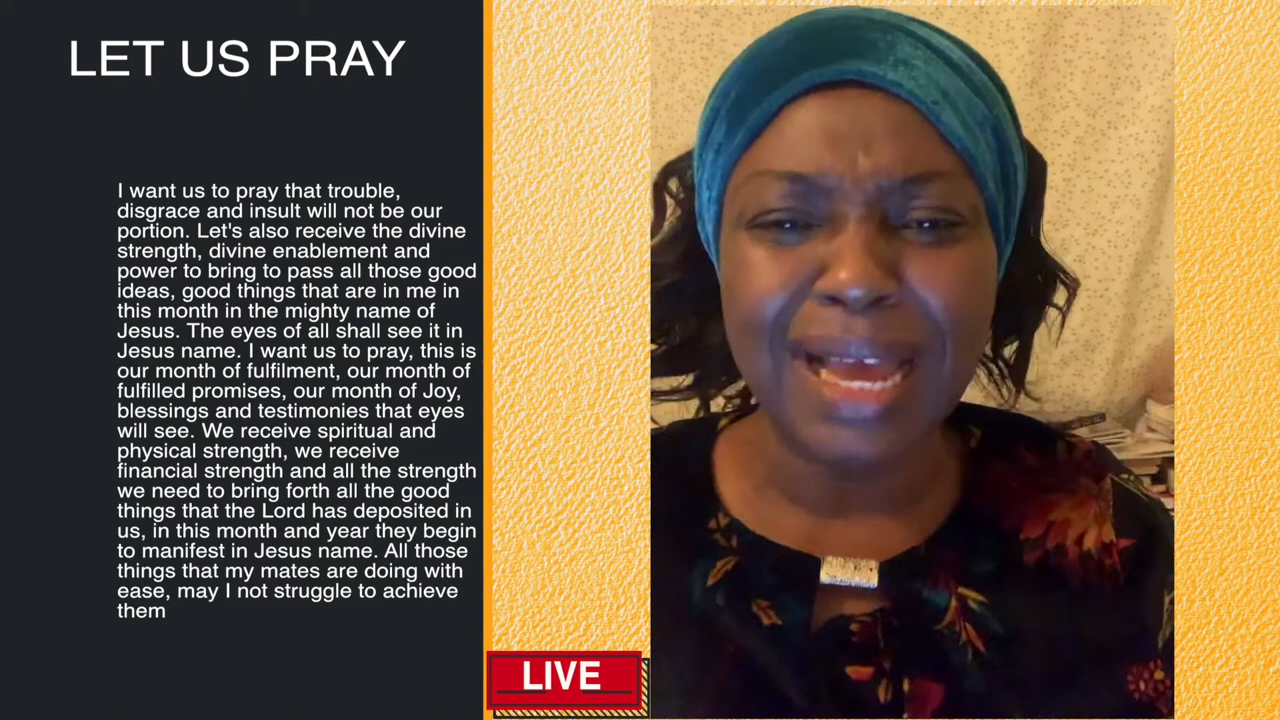 LET US PRAY
I want us to pray that trouble,
disgrace and insult will not be our
portion. Let's also receive the divine
strength, divine enablement and
power to bring to pass all those good
ideas, good things that are in me in
this month in the mighty name of
Jesus. The eyes of all shall see it in
Jesus name. I want us to pray, this is
our month of fulfilment, our month of
fulfilled promises, our month of Joy,
blessings and testimonies that eyes
will see. We receive spiritual and
physical strength, we receive
financial strength and all the strength
we need to bring forth all the good
things that the Lord has deposited in
us, in this month and year they begin
to manifest in Jesus name. All those
things that my mates are doing with
ease, may I not struggle to achieve
them
LIVE